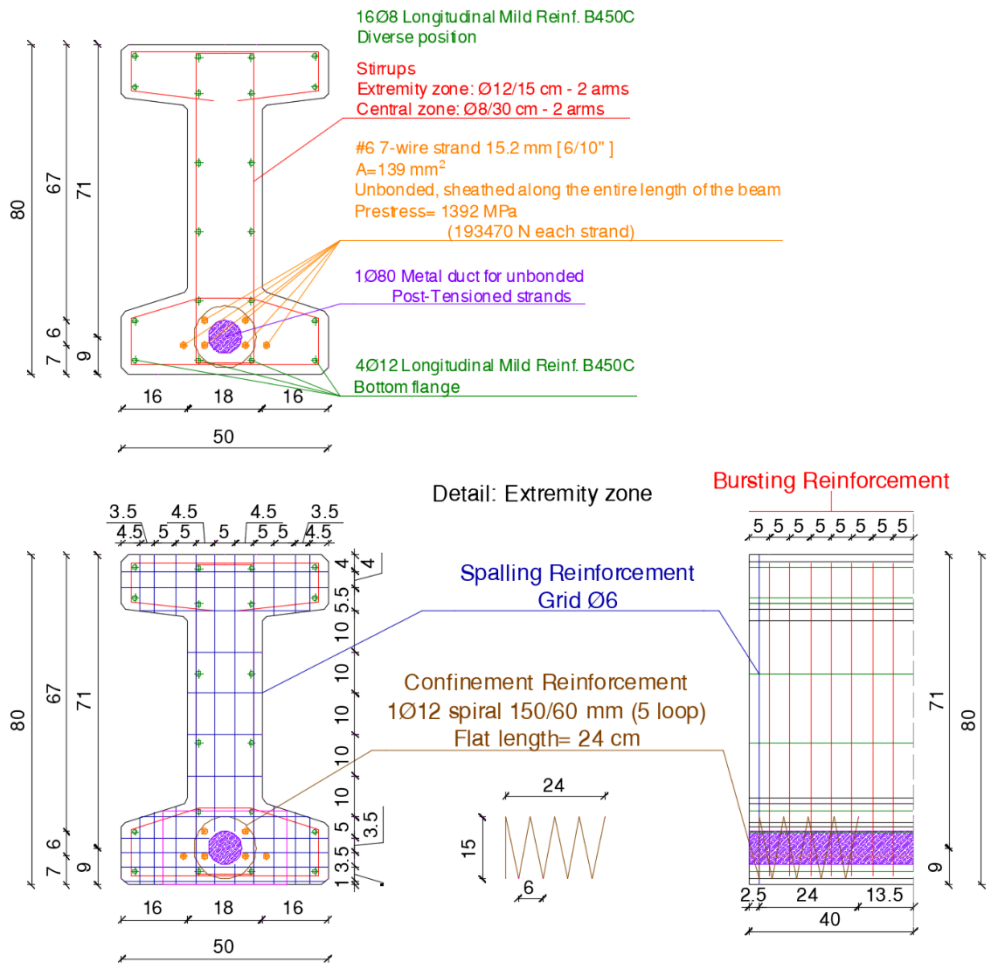 16Ø8 Longitudinal Mild Reinf. B450C
Diverse position
Stirrups
Extremity zone: Ø12/15 cm - 2 arms
Central zone: Ø8/30 cm - 2 arms
#6 7-wire strand 15.2 mm [ 6/10" ]
A=139 mm²
Unbonded, sheathed along the entire length of the beam
Prestress= 1392 MPa
(193470 N each strand)
1Ø80 Metal duct for unbonded
Post-Tensioned strands
4Ø12 Longitudinal Mild Reinf. B450C
Bottom flange
80
67
71
6
7
9
16 18 16
50
Detail: Extremity zone
Bursting Reinforcement
3.5 4.5 4.5 3.5
4.5 5 5 5 5 5 4.5
5 5 5 5 5 5 5 5
Spalling Reinforcement
Grid Ø6
Confinement Reinforcement
1Ø12 spiral 150/60 mm (5 loop)
Flat length= 24 cm
80
67
71
6
7
9
4
4
5.5
10
10
10
10
10
5
3.5
3.5
1
16 18 16
50
24
15
6
71
80
9
2.5 24 13.5
40